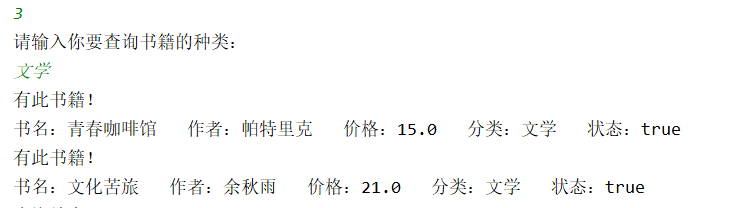 3
请输入你要查询书籍的种类：
文学
有此书籍！
书名：青春咖啡馆 作者：帕特里克 价格：15.0 分类：文学 状态：true
有此书籍！
书名：文化苦旅 作者：余秋雨 价格：21.0 分类：文学 状态：true